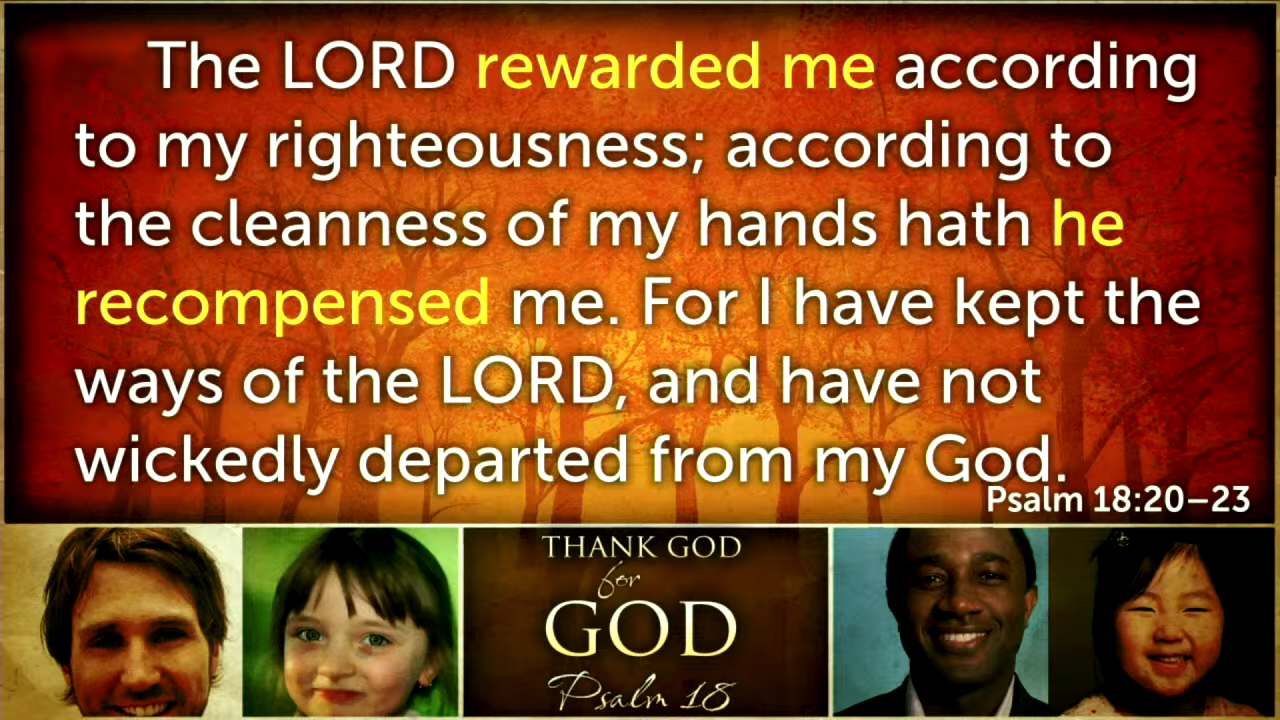 The LORD rewarded me according
to my righteousness; according to
the cleanness of my hands hath he
recompensed me. For I have kept the
ways of the LORD, and have not
wickedly departed from my God.
Psalm 18:20–23
THANK GOD
for
GOD
Psalm 18